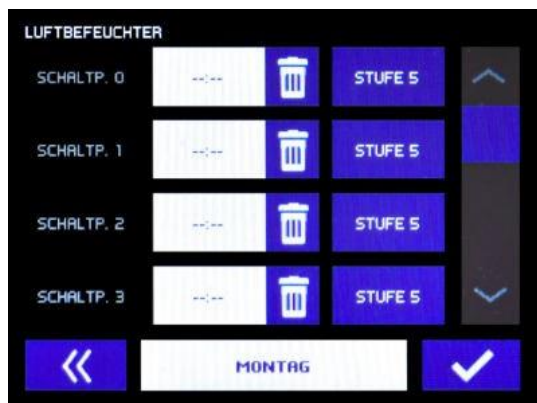 LUFTBEFEUCHTER
SCHALTP. 0 --:-- STUFE 5
SCHALTP. 1 --:-- STUFE 5
SCHALTP. 2 --:-- STUFE 5
SCHALTP. 3 --:-- STUFE 5
MONTAG